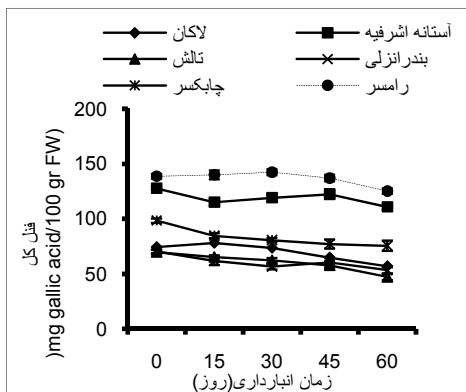 لاکان
آستانه اشرفیه
تالش
بندرانزلی
چابکسر
رامسر
200
150
100
50
0
0 15 30 45 60
فنل کل
)mg gallic acid/100 gr FW)
زمان انبارداری(روز)